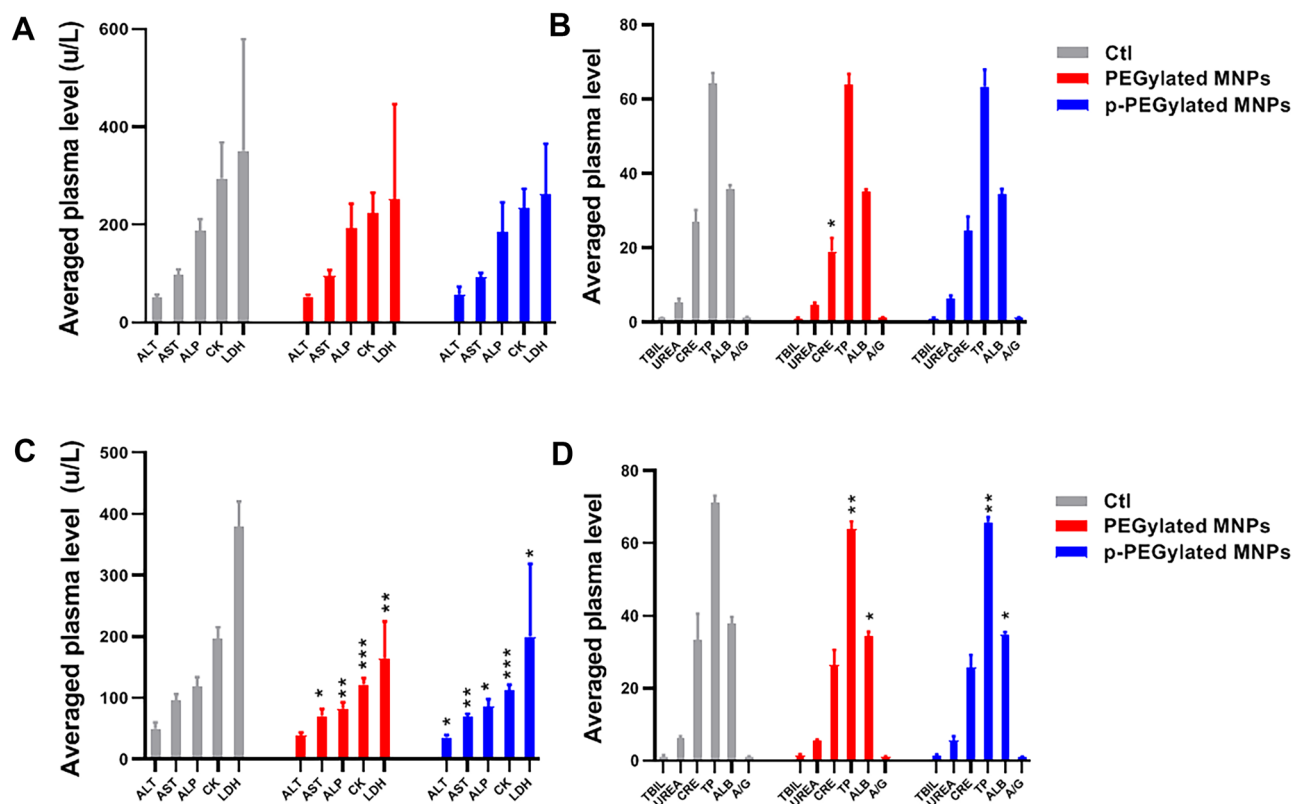 A
Averaged plasma level (u/L)
600
400
200
0
ALT AST ALP CK LDH
ALT AST ALP CK LDH
ALT AST ALP CK LDH
B
Averaged plasma level
80
60
40
20
0
*
TBIL UREA CRE TP ALB A/G
TBIL UREA CRE TP ALB A/G
TBIL UREA CRE TP ALB A/G
Ctl
PEGylated MNPs
p-PEGylated MNPs
C
Averaged plasma level (u/L)
500
400
300
200
100
0
* ** *** **
* ** * *** *
ALT AST ALP CK LDH
ALT AST ALP CK LDH
ALT AST ALP CK LDH
D
Averaged plasma level
80
60
40
20
0
** *
** *
TBIL UREA CRE TP ALB A/G
TBIL UREA CRE TP ALB A/G
TBIL UREA CRE TP ALB A/G
Ctl
PEGylated MNPs
p-PEGylated MNPs